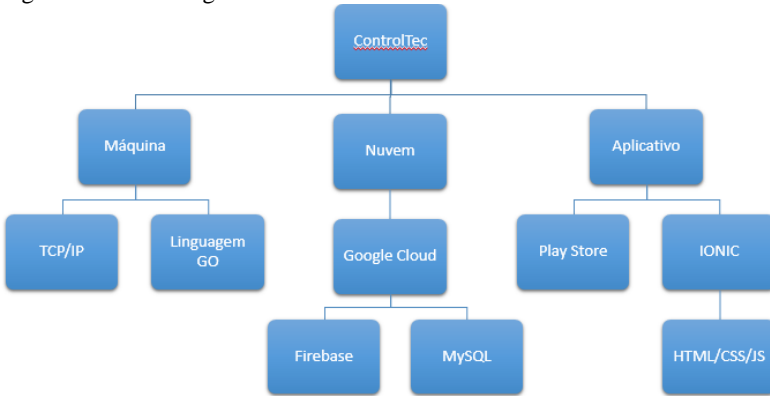 ControlTec
Máquina
Nuvem
Aplicativo
TCP/IP
Linguagem
GO
Google Cloud
Play Store
IONIC
Firebase
MySQL
HTML/CSS/JS